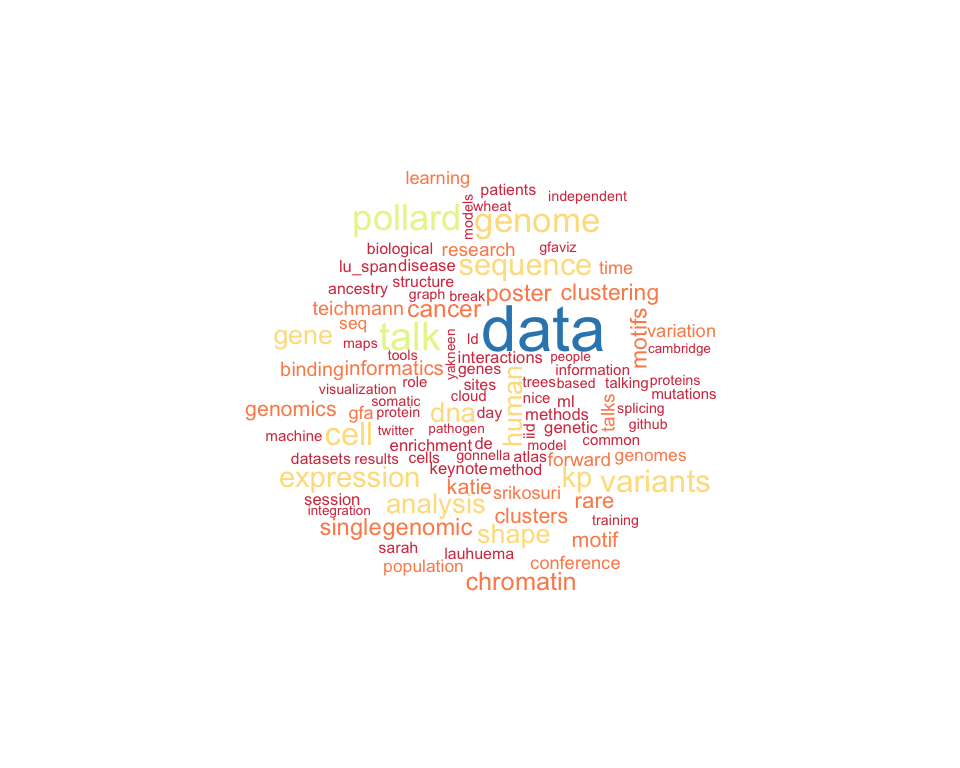 learning
patients
independent
models
wheat
pollard
genome
biological
research
gfaviz
lu_span
disease
sequence
time
ancestry
structure
graph
break
poster
clustering
teichmann
cancer
data
motifs
variation
gene
seq
maps
talk
yakneen
ld
cambridge
tools
interactions
people
binding
informatics
genes
information
visualization
role
sites
trees
based
talking
proteins
somatic
cloud
human
nice
ml
mutations
genomics
gfa
protein
dna
day
methods
talks
splicing
machine
cell
twitter
pathogen
iid
genetic
github
enrichment
de
model
common
datasets
results
cells
gonnella
atlas
forward
genomes
expression
keynote
method
kp
variants
session
integration
analysis
katie
srikosuri
rare
single
genomic
clusters
training
shape
motif
sarah
lauhuema
population
conference
chromatin